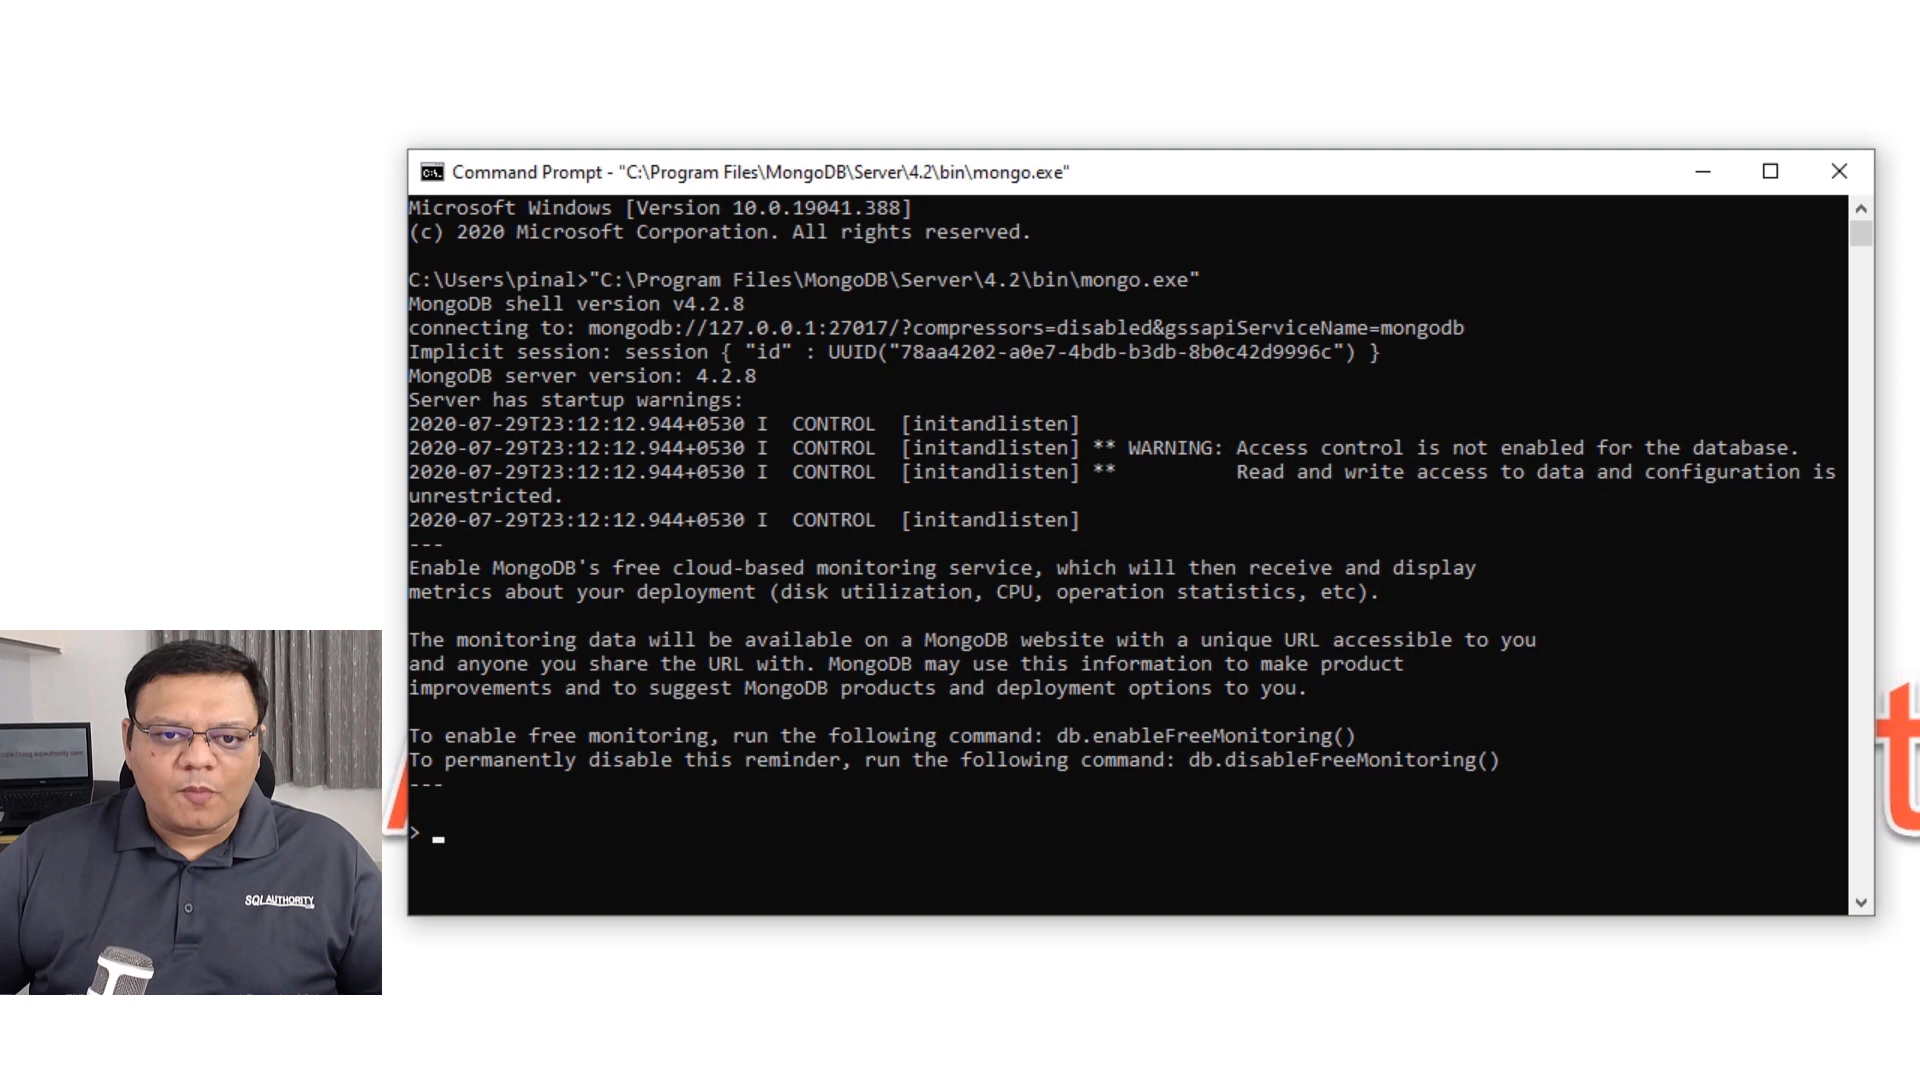 Command Prompt - "C:\Program Files\MongoDB\Server\4.2\bin\mongo.exe"
Microsoft Windows [Version 10.0.19041.388]
(c) 2020 Microsoft Corporation. All rights reserved.
C:\Users\pinal>"C:\Program Files\MongoDB\Server\4.2\bin\mongo.exe"
MongoDB shell version v4.2.8
connecting to: mongodb://127.0.0.1:27017/?compressors=disabled&gssapiServiceName=mongodb
Implicit session: session { "id" : UUID("78aa4202-a0e7-4bdb-b3db-8b0c42d9996c") }
MongoDB server version: 4.2.8
Server has startup warnings:
2020-07-29T23:12:12.944+0530 I  CONTROL  [initandlisten]
2020-07-29T23:12:12.944+0530 I  CONTROL  [initandlisten] ** WARNING: Access control is not enabled for the database.
2020-07-29T23:12:12.944+0530 I  CONTROL  [initandlisten] **          Read and write access to data and configuration is
unrestricted.
2020-07-29T23:12:12.944+0530 I  CONTROL  [initandlisten]
---
Enable MongoDB's free cloud-based monitoring service, which will then receive and display
metrics about your deployment (disk utilization, CPU, operation statistics, etc).
The monitoring data will be available on a MongoDB website with a unique URL accessible to you
and anyone you share the URL with. MongoDB may use this information to make product
improvements and to suggest MongoDB products and deployment options to you.
To enable free monitoring, run the following command: db.enableFreeMonitoring()
To permanently disable this reminder, run the following command: db.disableFreeMonitoring()
---
>
SQLAUTHORITY
t